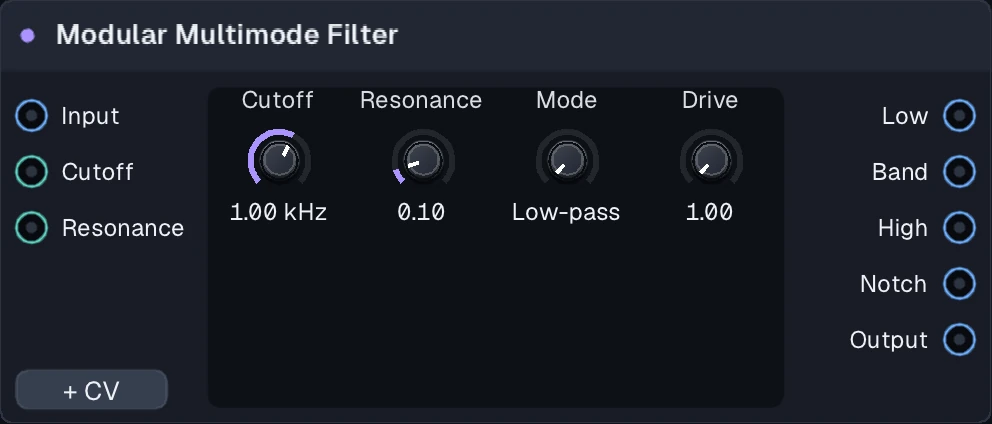 Modular Multimode Filter
Input
Cutoff
Resonance
+ CV
Cutoff Resonance Mode Drive
1.00 kHz 0.10 Low-pass 1.00
Low
Band
High
Notch
Output